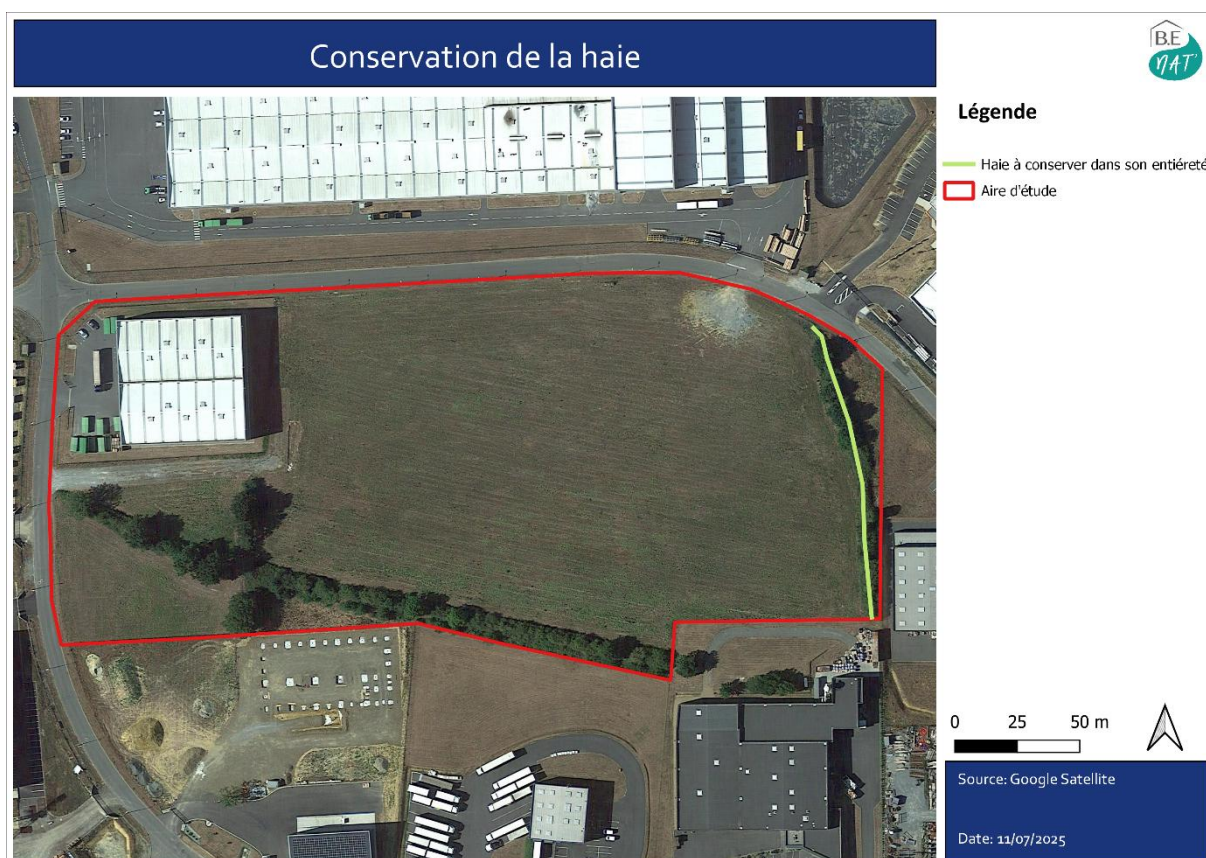 Conservation de la haie
B.E
NAT'
Légende
Haie à conserver dans son entiéreté
Aire d'étude
0 25 50 m
Source: Google Satellite
Date: 11/07/2025